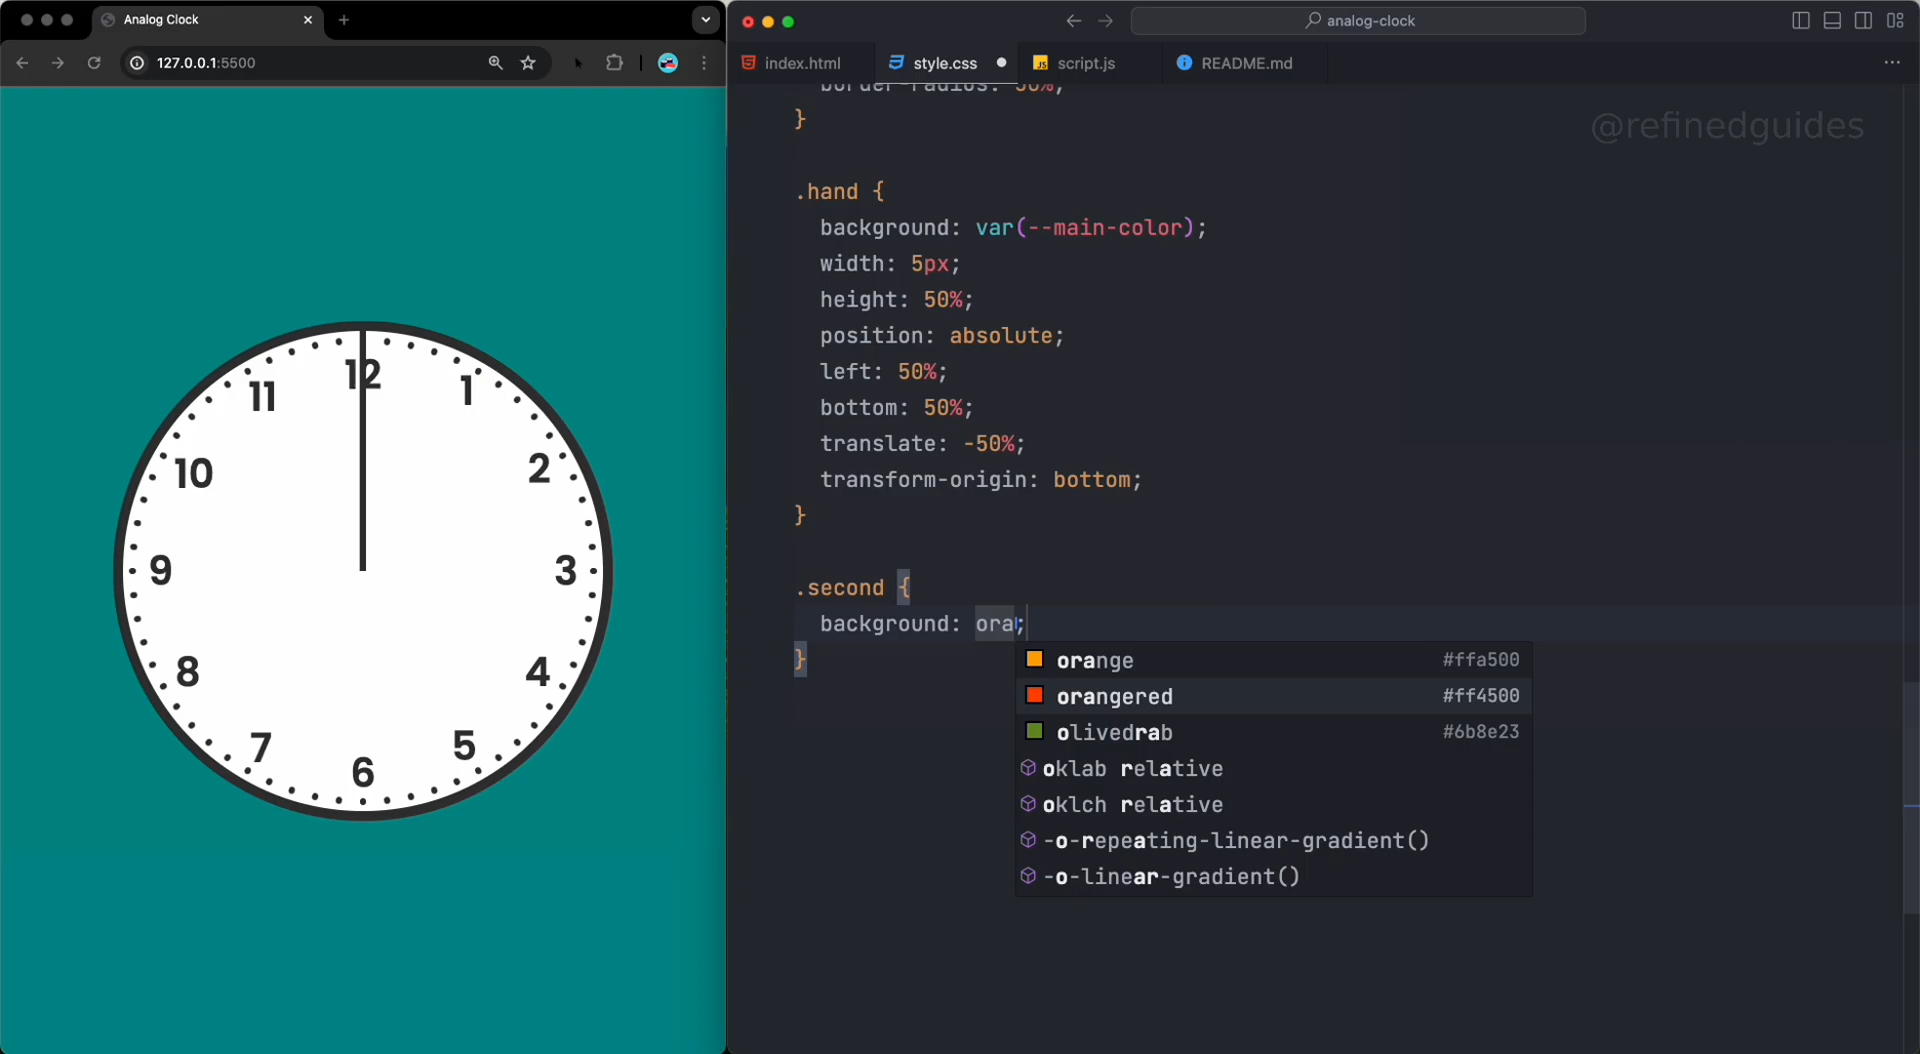 Analog Clock
127.0.0.1:5500
12
1
2
3
4
5
6
7
8
9
10
11
analog-clock
index.html
style.css
script.js
README.md
@refinedguides
border-radius: 50%;
}
.hand {
background: var(--main-color);
width: 5px;
height: 50%;
position: absolute;
left: 50%;
bottom: 50%;
translate: -50%;
transform-origin: bottom;
}
.second {
background: ora;
}
orange #ffa500
orangered #ff4500
olivedrab #6b8e23
oklab relative
oklch relative
-o-repeating-linear-gradient()
-o-linear-gradient()